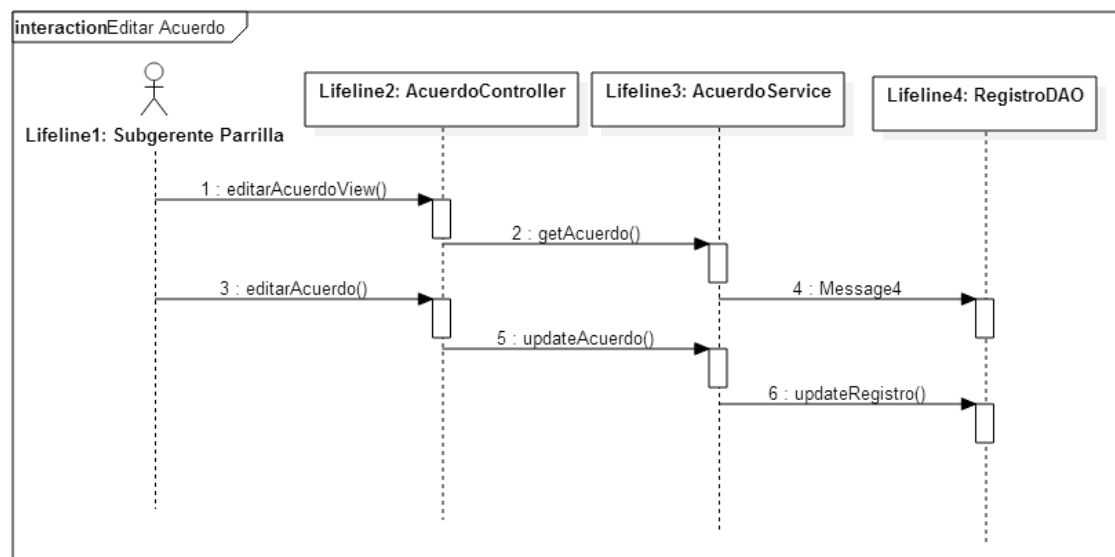 interactionEditar Acuerdo
Lifeline1: Subgerente Parrilla
Lifeline2: AcuerdoController
Lifeline3: AcuerdoService
Lifeline4: RegistroDAO
1 : editarAcuerdoView()
2 : getAcuerdo()
3 : editarAcuerdo()
4 : Message4
5 : updateAcuerdo()
6 : updateRegistro()